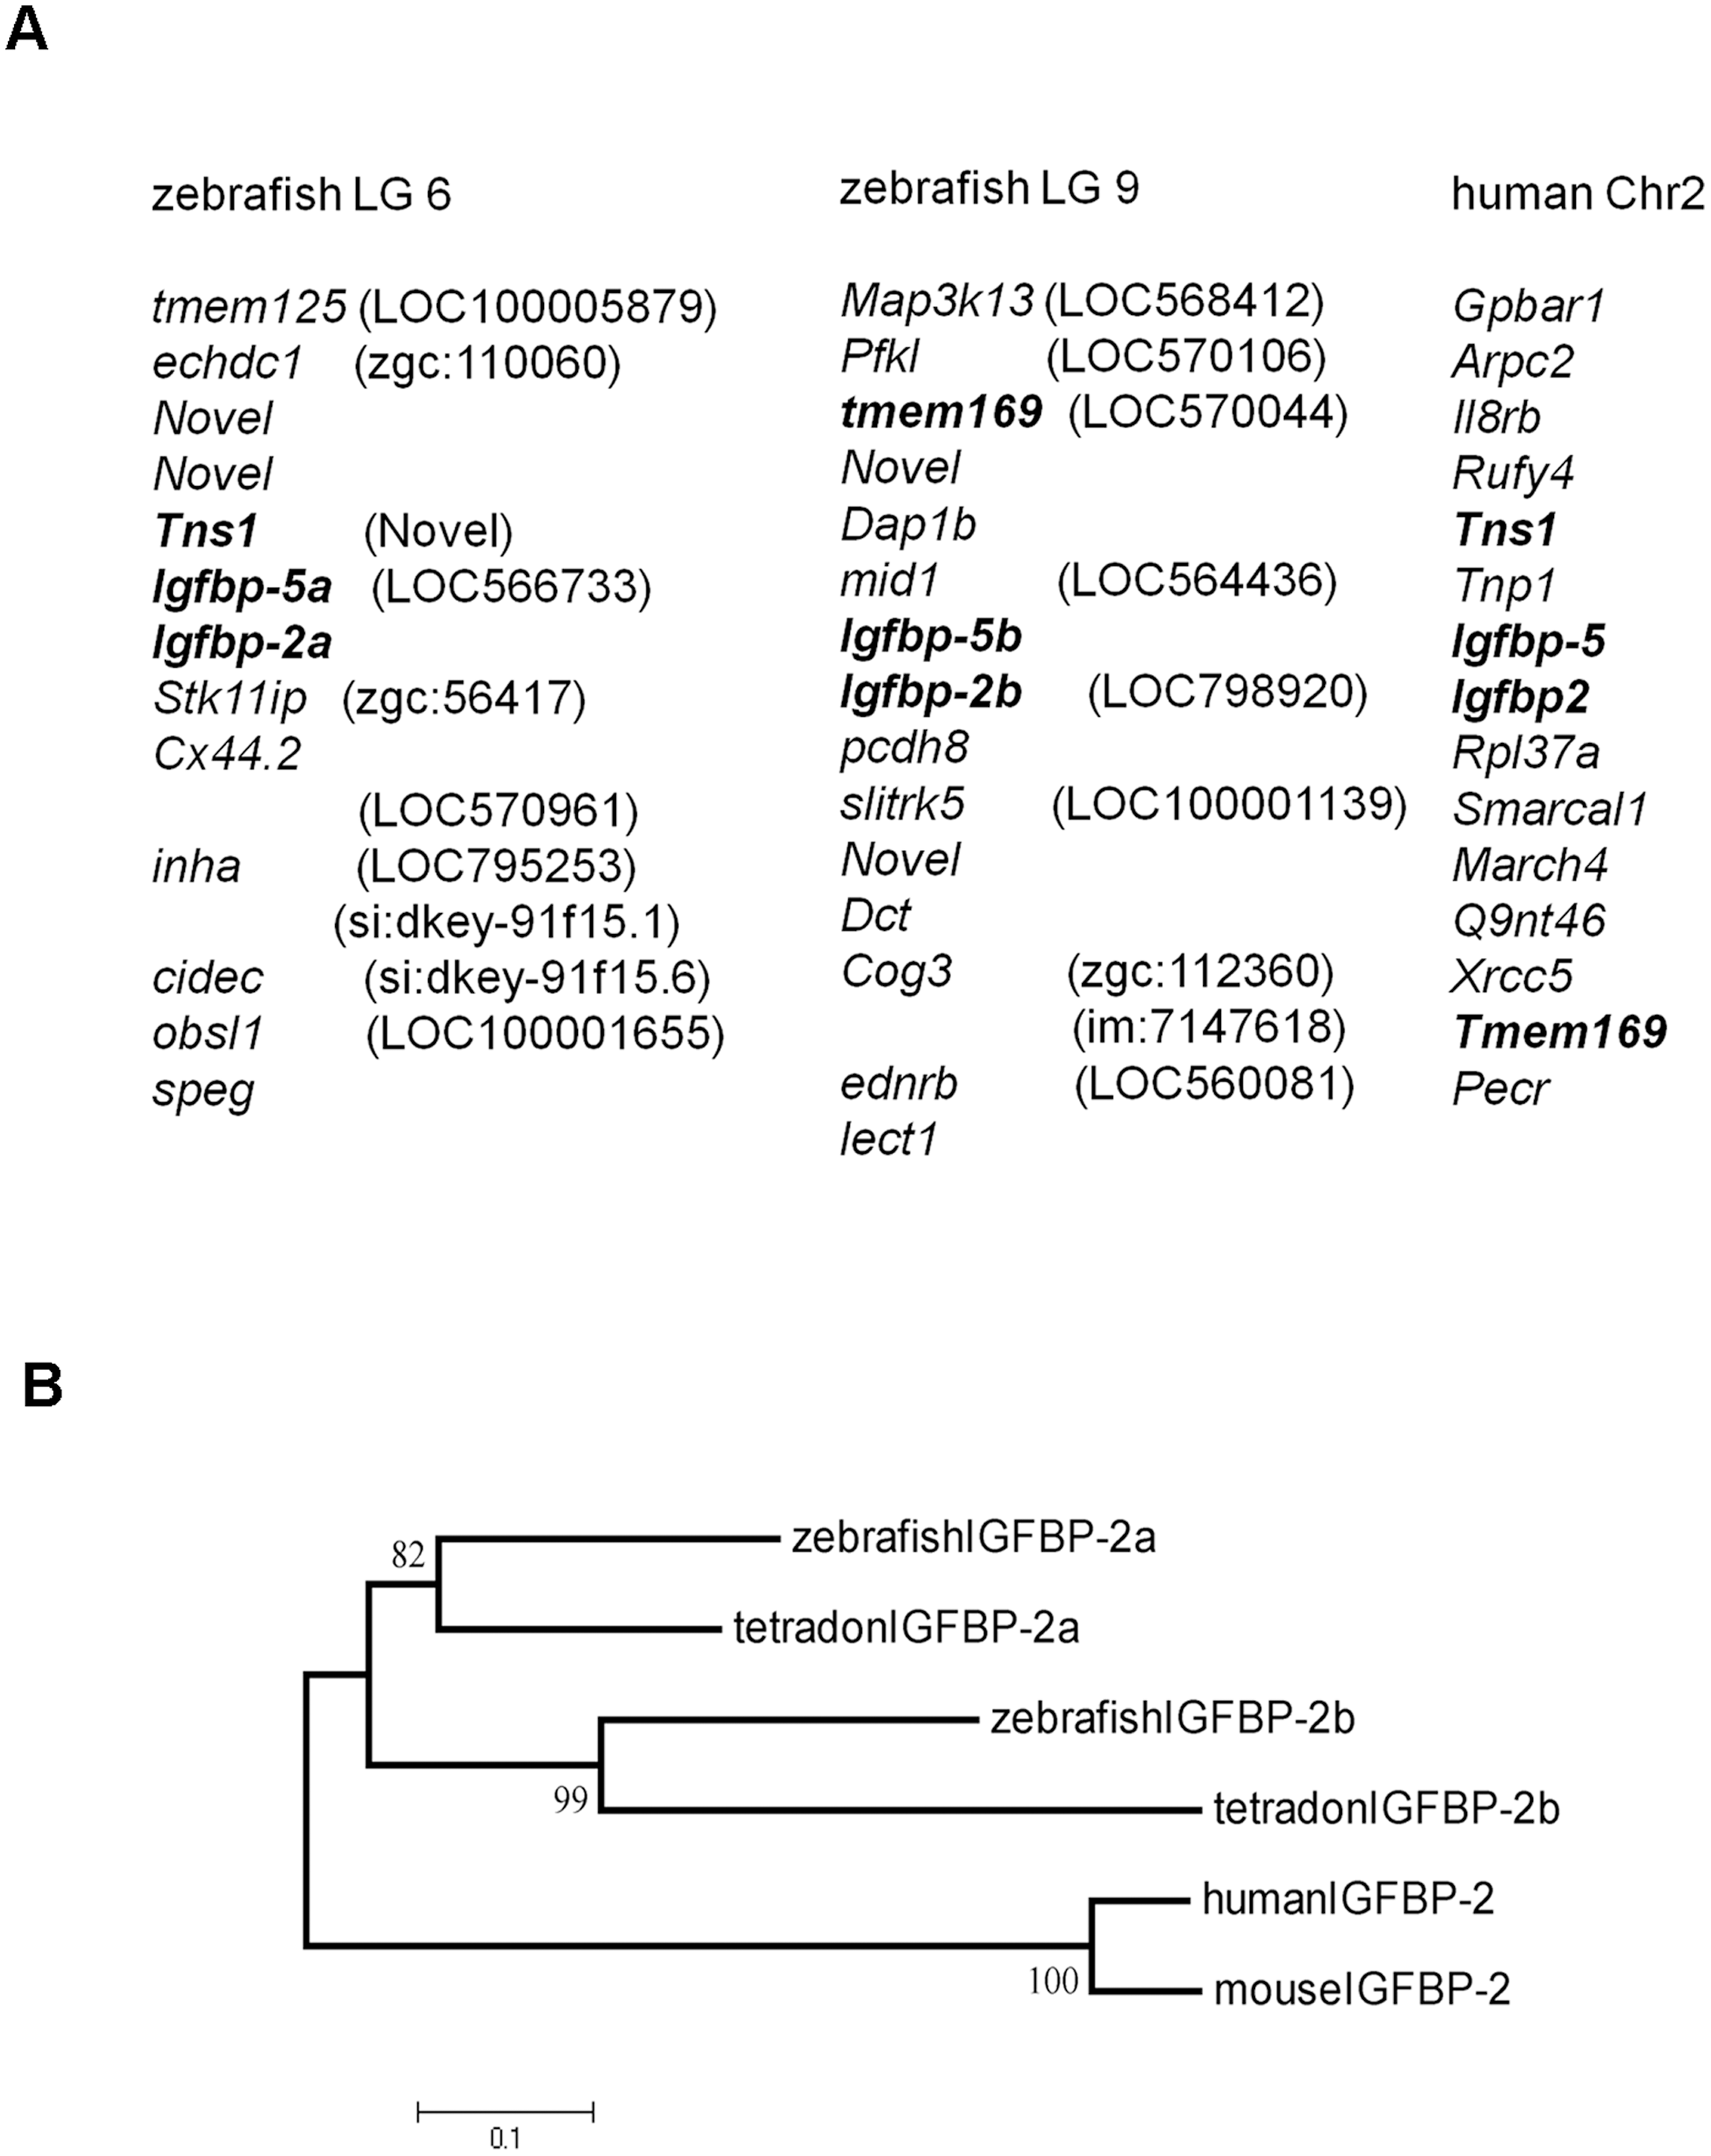 A
zebrafish LG 6
tmem125 (LOC100005879)
echdc1 (zgc:110060)
Novel
Novel
Tns1 (Novel)
Igfbp-5a (LOC566733)
Igfbp-2a
Stk11ip (zgc:56417)
Cx44.2
(LOC570961)
inha (LOC795253)
(si:dkey-91f15.1)
cidec (si:dkey-91f15.6)
obsl1 (LOC100001655)
speg
zebrafish LG 9
Map3k13 (LOC568412)
Pfkl (LOC570106)
tmem169 (LOC570044)
Novel
Dap1b
mid1 (LOC564436)
Igfbp-5b
Igfbp-2b (LOC798920)
pcdh8
slitrk5 (LOC100001139)
Novel
Dct
Cog3 (zgc:112360)
(im:7147618)
ednrb (LOC560081)
lect1
human Chr2
Gpbar1
Arpc2
Il8rb
Rufy4
Tns1
Tnp1
Igfbp-5
Igfbp2
Rpl37a
Smarcal1
March4
Q9nt46
Xrcc5
Tmem169
Pecr
B
82
zebrafishIGFBP-2a
tetradonIGFBP-2a
zebrafishIGFBP-2b
99
tetradonIGFBP-2b
humanIGFBP-2
100
mouseIGFBP-2
0.1